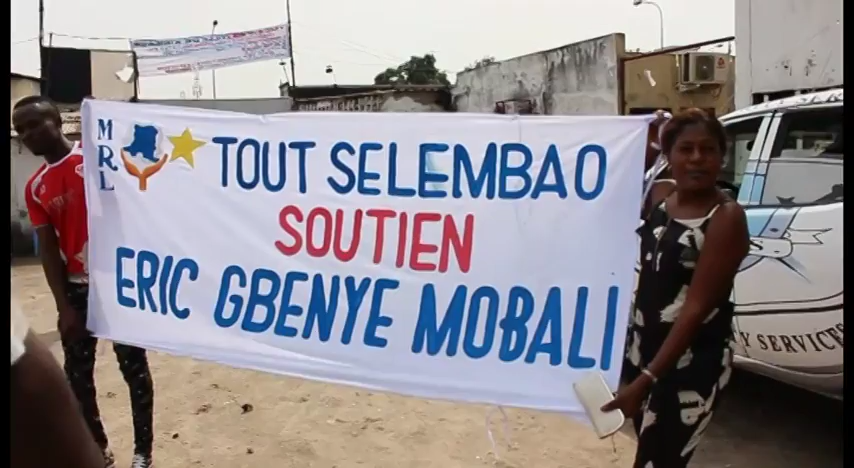 MRL
TOUT SELEMBAO
SOUTIEN
ERIC GBENYE MOBALI
Y SERVICES